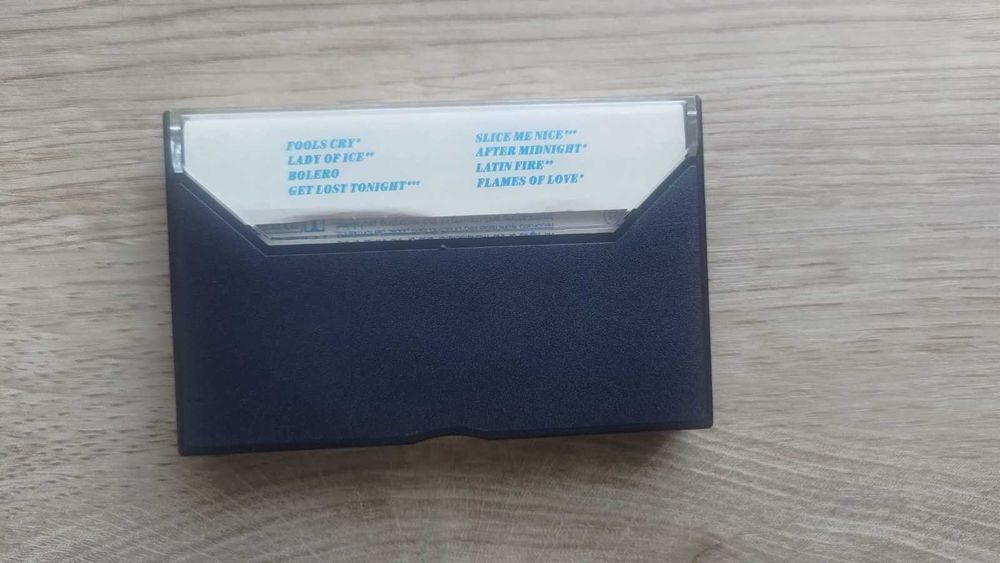 FOOLS CRY*
LADY OF ICE**
BOLERO
GET LOST TONIGHT***
SLICE ME NICE***
AFTER MIDNIGHT*
LATIN FIRE**
FLAMES OF LOVE*